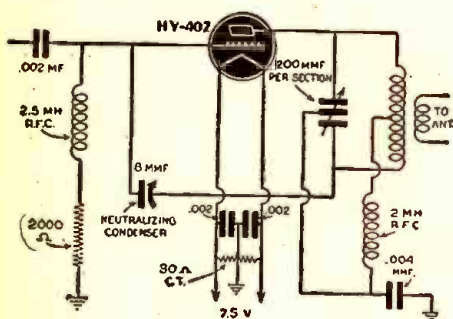 HY-402
.002 MF.
200 MMF
PER SECTION
2.5 MH
R.F.C.
TO
ANT.
8 MMF
NEUTRALIZING
CONDENSER
.002
.002
2000
Ω
2 MH
R.F.C
30 Ω
C.T.
.004
MMF.
7.5 V